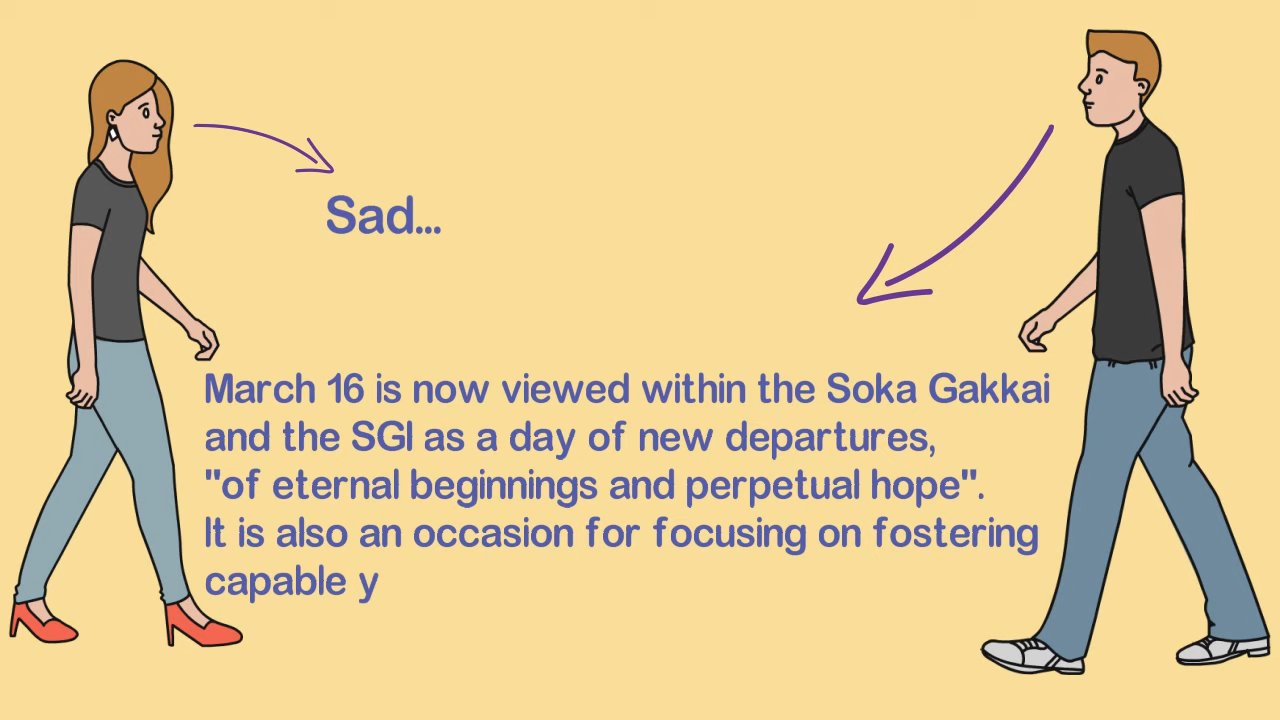 Sad...
March 16 is now viewed within the Soka Gakkai
and the SGI as a day of new departures,
"of eternal beginnings and perpetual hope".
It is also an occasion for focusing on fostering
capable y